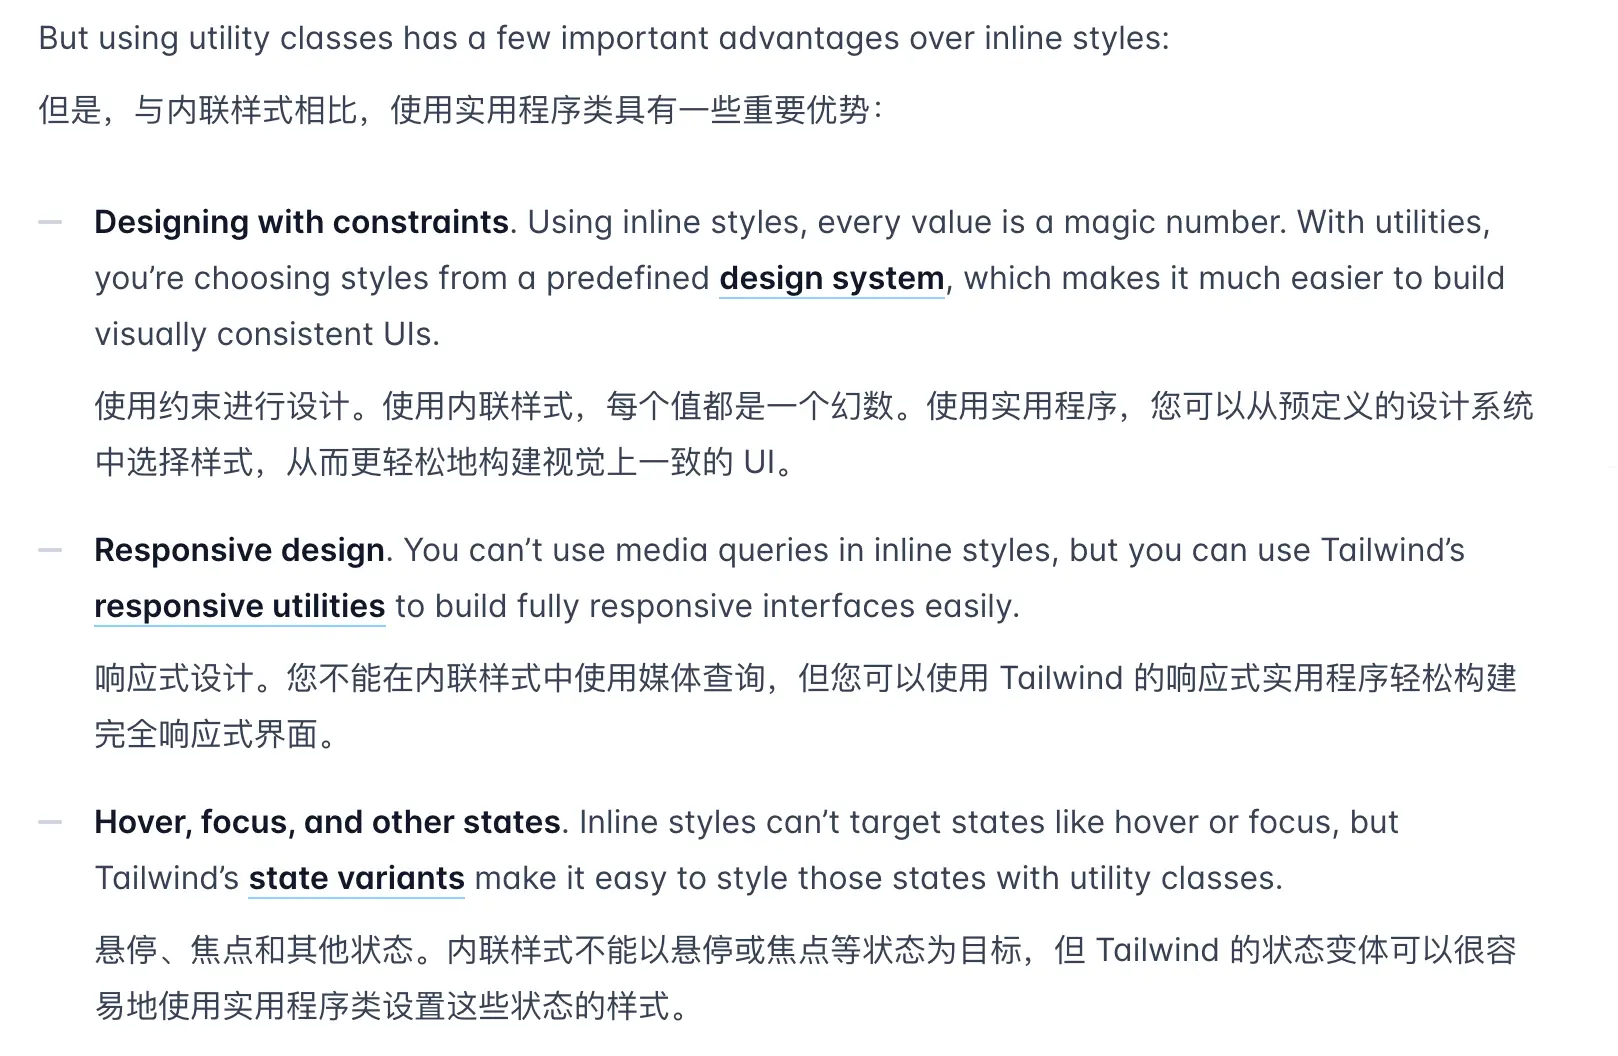 But using utility classes has a few important advantages over inline styles:
但是，与内联样式相比，使用实用程序类具有一些重要优势：
— Designing with constraints. Using inline styles, every value is a magic number. With utilities,
you’re choosing styles from a predefined design system, which makes it much easier to build
visually consistent UIs.
使用约束进行设计。使用内联样式，每个值都是一个幻数。使用实用程序，您可以从预定义的设计系统
中选择样式，从而更轻松地构建视觉上一致的 UI。
— Responsive design. You can’t use media queries in inline styles, but you can use Tailwind’s
responsive utilities to build fully responsive interfaces easily.
响应式设计。您不能在内联样式中使用媒体查询，但您可以使用 Tailwind 的响应式实用程序轻松构建
完全响应式界面。
— Hover, focus, and other states. Inline styles can’t target states like hover or focus, but
Tailwind’s state variants make it easy to style those states with utility classes.
悬停、焦点和其他状态。内联样式不能以悬停或焦点等状态为目标，但 Tailwind 的状态变体可以很容
易地使用实用程序类设置这些状态的样式。